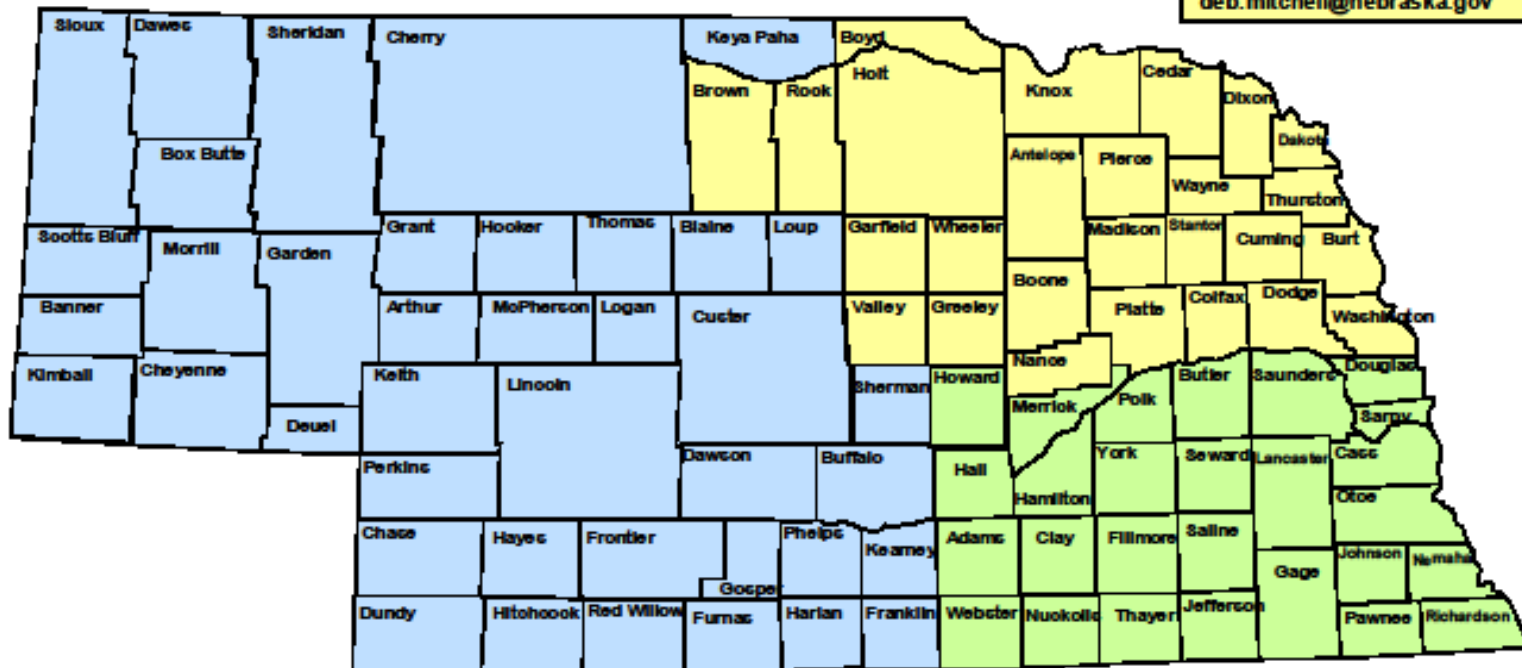 deb.mitchell@nebraska.gov
Sioux
Dawes
Sheridan
Cherry
Keya Paha
Boyd
Holt
Brown
Rock
Knox
Cedar
Dixon
Dakota
Box Butte
Antelope
Pierce
Wayne
Thurston
Scotts Bluff
Morrill
Garden
Grant
Hooker
Thomas
Blaine
Loup
Garfield
Wheeler
Madison
Stanton
Cuming
Burt
Banner
Arthur
McPherson
Logan
Custer
Valley
Greeley
Boone
Platte
Colfax
Dodge
Washington
Kimball
Cheyenne
Keith
Lincoln
Sherman
Howard
Nance
Merrick
Polk
Butler
Saunders
Douglas
Sarpy
Deuel
Perkins
Dawson
Buffalo
Hall
Hamilton
York
Seward
Lancaster
Cass
Otoe
Chase
Hayes
Frontier
Gosper
Phelps
Kearney
Adams
Clay
Fillmore
Saline
Gage
Johnson
Nemaha
Dundy
Hitchcock
Red Willow
Furnas
Harlan
Franklin
Webster
Nuckolls
Thayer
Jefferson
Pawnee
Richardson